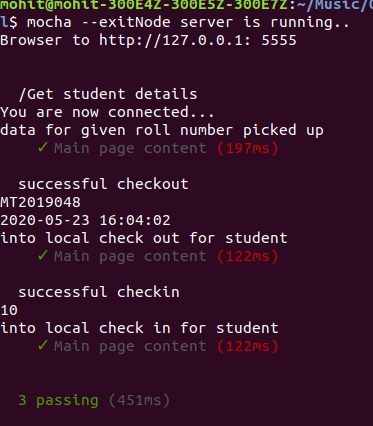 mohit@mohit-300E4Z-300E5Z-300E7Z:~/Music/
l$ mocha --exitNode server is running..
Browser to http://127.0.0.1: 5555
/Get student details
You are now connected...
data for given roll number picked up
✓ Main page content (197ms)
successful checkout
MT2019048
2020-05-23 16:04:02
into local check out for student
✓ Main page content (122ms)
successful checkin
10
into local check in for student
✓ Main page content (122ms)
3 passing (451ms)